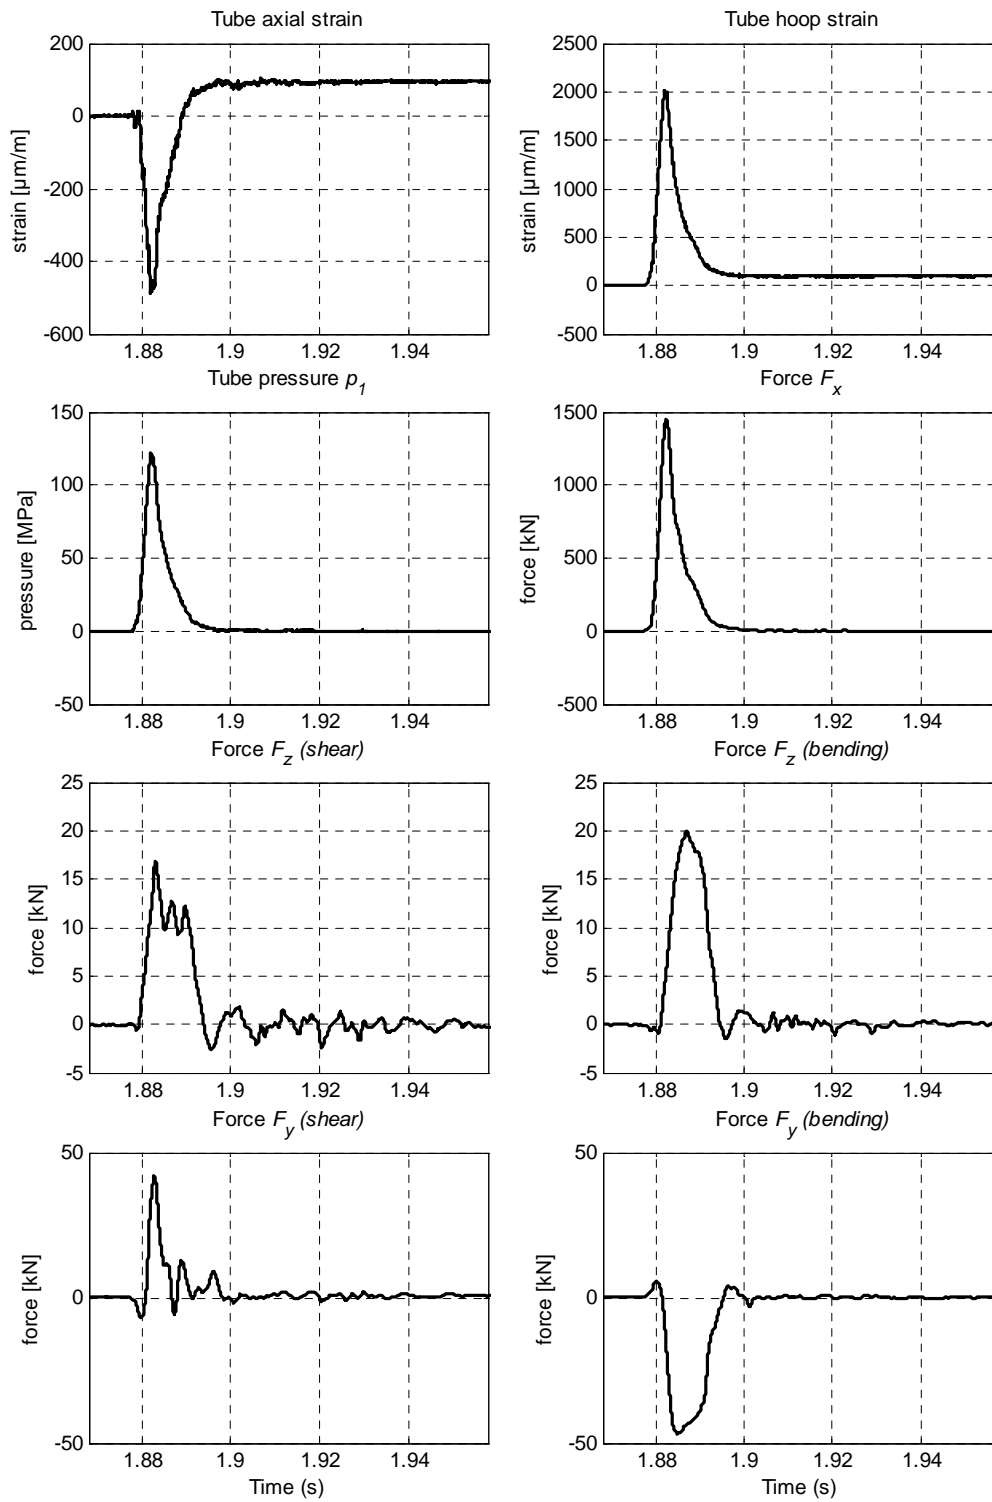 Tube axial strain
Tube hoop strain
200
0
-200
-400
-600
strain [µm/m]
1.88 1.9 1.92 1.94
2500
2000
1500
1000
500
0
-500
strain [µm/m]
1.88 1.9 1.92 1.94
Tube pressure p1
Force Fx
150
100
50
0
-50
pressure [MPa]
1.88 1.9 1.92 1.94
1500
1000
500
0
-500
force [kN]
1.88 1.9 1.92 1.94
Force Fz (shear)
Force Fz (bending)
25
20
15
10
5
0
-5
force [kN]
1.88 1.9 1.92 1.94
25
20
15
10
5
0
-5
force [kN]
1.88 1.9 1.92 1.94
Force Fy (shear)
Force Fy (bending)
50
0
-50
force [kN]
1.88 1.9 1.92 1.94
Time (s)
50
0
-50
force [kN]
1.88 1.9 1.92 1.94
Time (s)